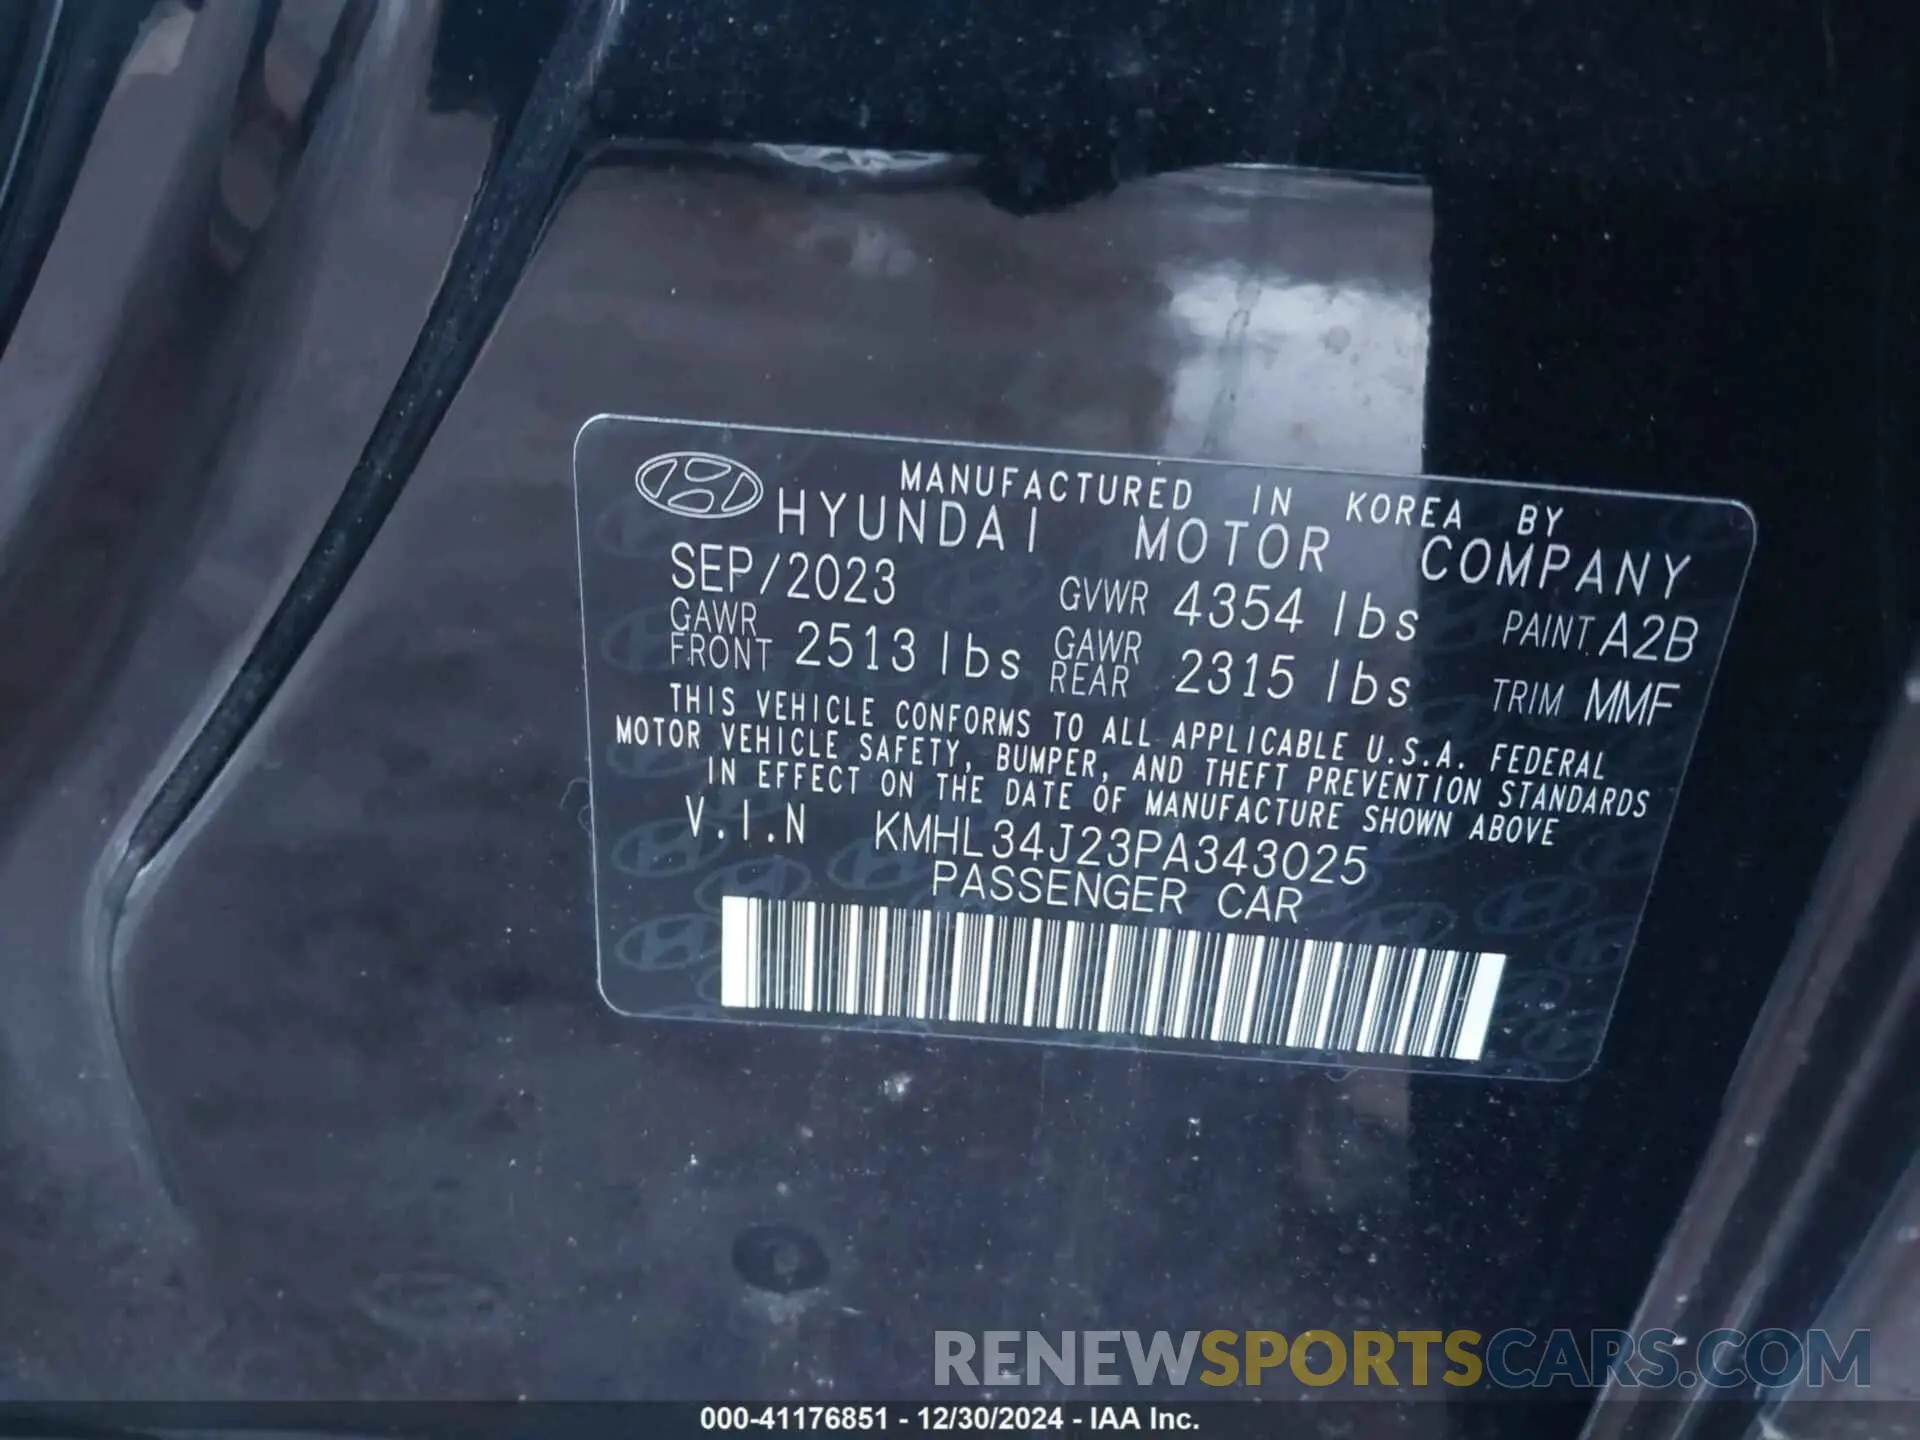 MANUFACTURED IN KOREA BY
HYUNDAI MOTOR COMPANY
SEP/2023 GVWR 4354 lbs PAINT A2B
GAWR FRONT 2513 lbs GAWR REAR 2315 lbs TRIM MMF
THIS VEHICLE CONFORMS TO ALL APPLICABLE U.S.A. FEDERAL
MOTOR VEHICLE SAFETY, BUMPER, AND THEFT PREVENTION STANDARDS
IN EFFECT ON THE DATE OF MANUFACTURE SHOWN ABOVE
V.I.N KMHL34J23PA343025
PASSENGER CAR
RENEWSPORTSCARS.COM
000-41176851 - 12/30/2024 - IAA Inc.